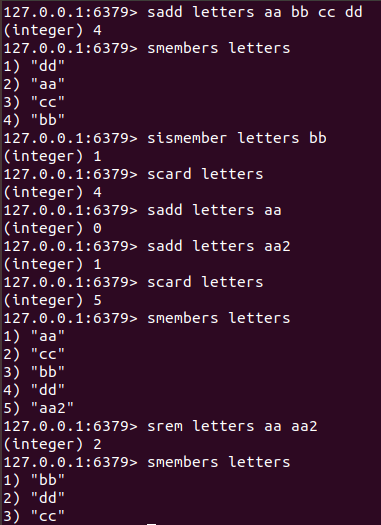 127.0.0.1:6379> sadd letters aa bb cc dd
(integer) 4
127.0.0.1:6379> smembers letters
1) "dd"
2) "aa"
3) "cc"
4) "bb"
127.0.0.1:6379> sismember letters bb
(integer) 1
127.0.0.1:6379> scard letters
(integer) 4
127.0.0.1:6379> sadd letters aa
(integer) 0
127.0.0.1:6379> sadd letters aa2
(integer) 1
127.0.0.1:6379> scard letters
(integer) 5
127.0.0.1:6379> smembers letters
1) "aa"
2) "cc"
3) "bb"
4) "dd"
5) "aa2"
127.0.0.1:6379> srem letters aa aa2
(integer) 2
127.0.0.1:6379> smembers letters
1) "bb"
2) "dd"
3) "cc"